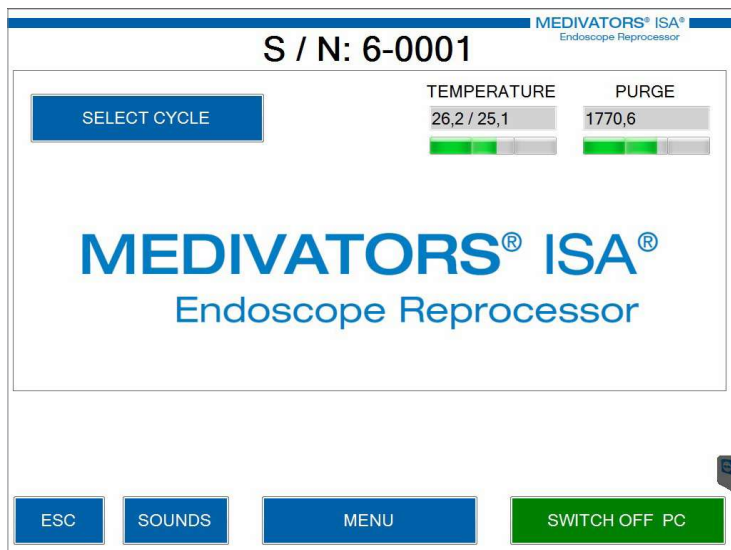 MEDIVATORS® ISA®
Endoscope Reprocessor
S / N: 6-0001
SELECT CYCLE
TEMPERATURE
26,2 / 25,1
PURGE
1770,6
MEDIVATORS® ISA®
Endoscope Reprocessor
ESC
SOUNDS
MENU
SWITCH OFF PC